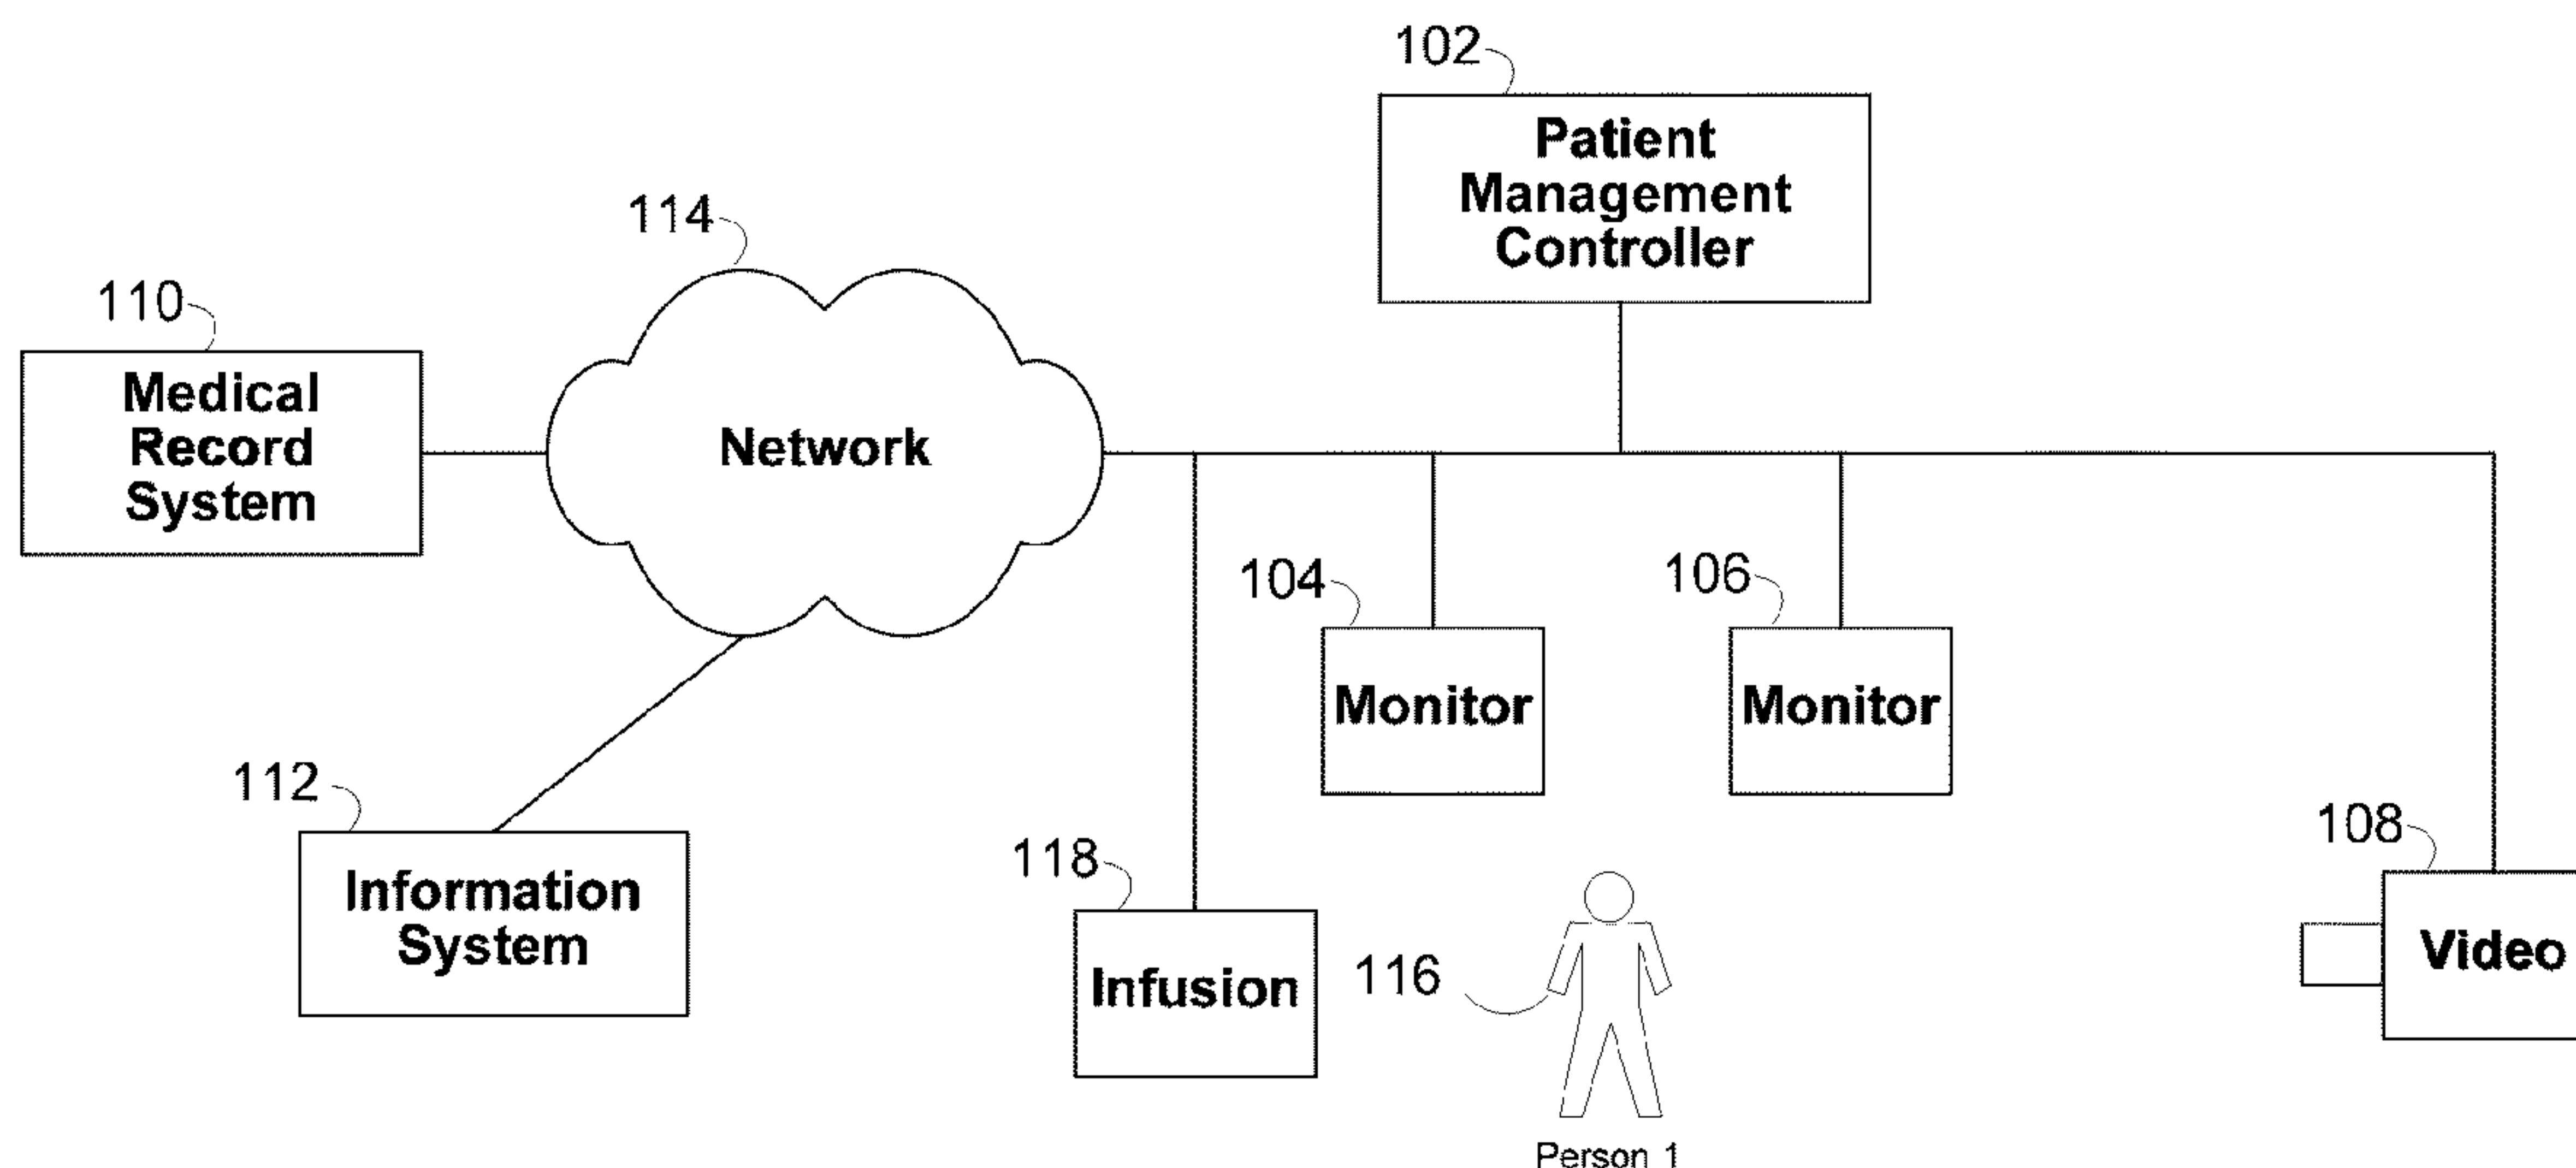 102
Patient
Management
Controller
114
110
Medical
Record
System
Network
104
106
Monitor
Monitor
112
Information
System
118
Infusion
116
108
Video
Person 1